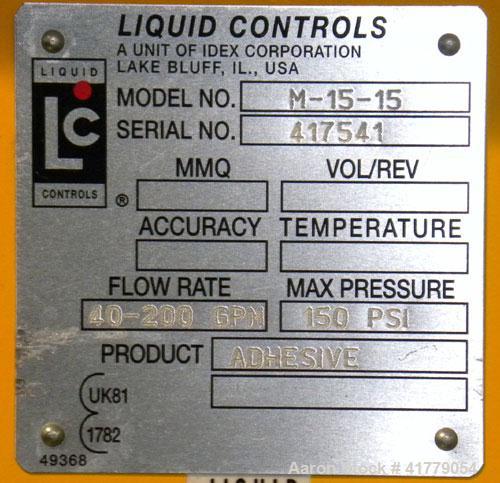 LIQUID CONTROLS
A UNIT OF IDEX CORPORATION
LAKE BLUFF, IL., USA
LIQUID
Lc
CONTROLS
®
MODEL NO. M-15-15
SERIAL NO. 417541
MMQ VOL/REV
ACCURACY TEMPERATURE
FLOW RATE MAX PRESSURE
40-200 GPM 150 PSI
PRODUCT ADHESIVE
UK81
1782
49368
Aaron Stock # 41779054
LIQUID